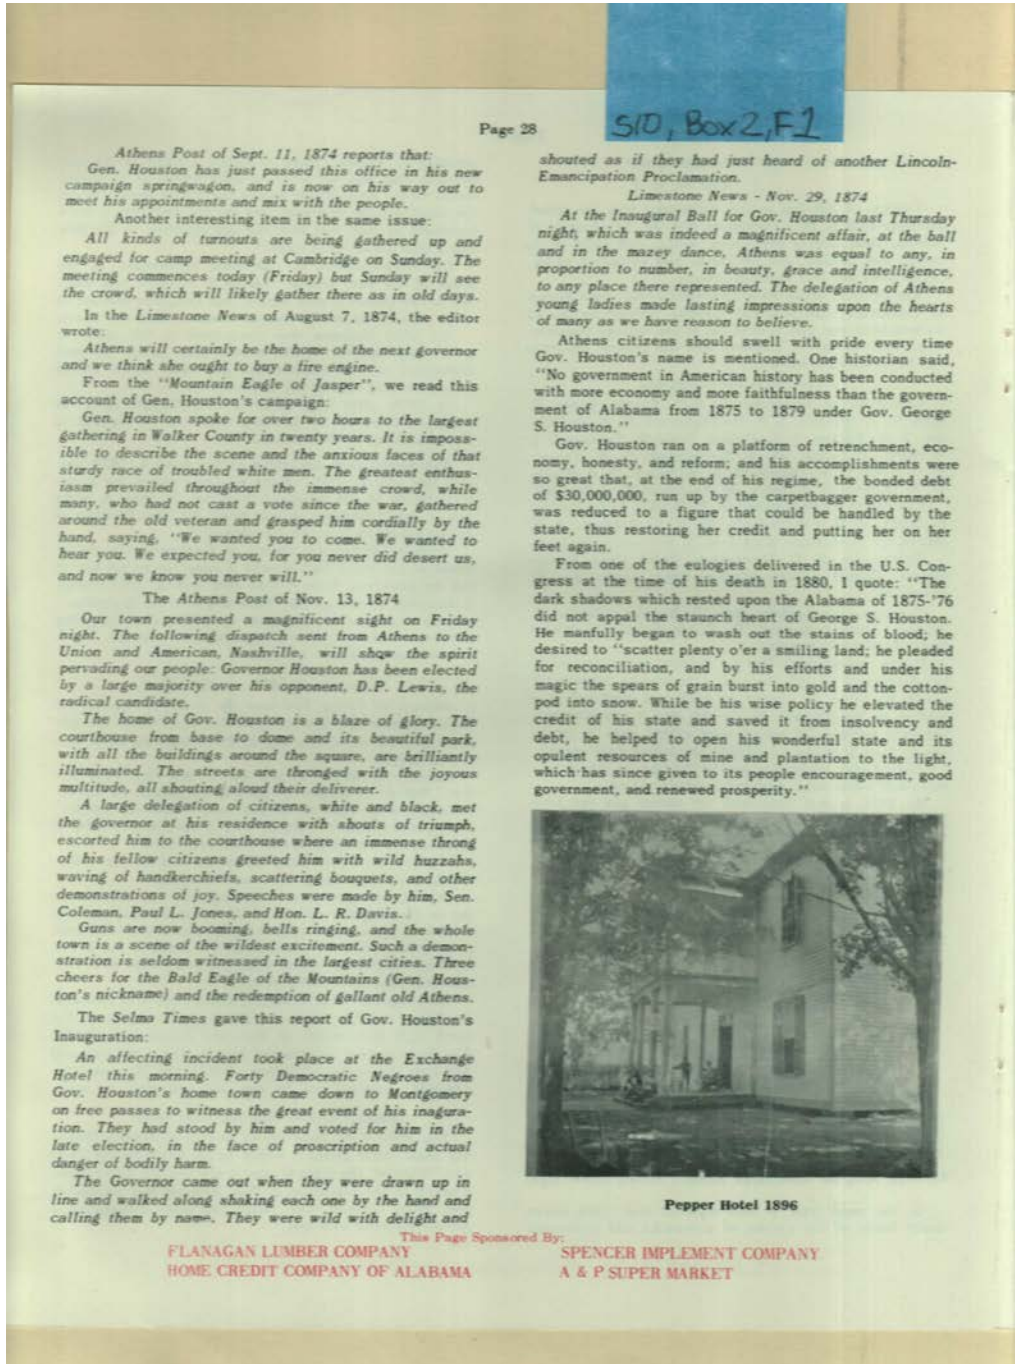 S10, Box 2, F1
Page 28
Athens Post of Sept. 11, 1874 reports that:
Gen. Houston has just passed this office in his new
campaign springwagon, and is now on his way out to
meet his appointments and mix with the people.
Another interesting item in the same issue:
All kinds of turnouts are being gathered up and
engaged for camp meeting at Cambridge on Sunday. The
meeting commences today (Friday) but Sunday will see
the crowd, which will likely gather there as in old days.
In the Limestone News of August 7, 1874, the editor
wrote:
Athens will certainly be the home of the next governor
and we think she ought to buy a fire engine.
From the "Mountain Eagle of Jasper", we read this
account of Gen. Houston's campaign:
Gen. Houston spoke for over two hours to the largest
gathering in Walker County in twenty years. It is imposs-
ible to describe the scene and the anxious faces of that
sturdy race of troubled white men. The greatest enthus-
iasm prevailed throughout the immense crowd, while
many, who had not cast a vote since the war, gathered
around the old veteran and grasped him cordially by the
hand, saying, "We wanted you to come. We wanted to
hear you. We expected you, for you never did desert us,
and now we know you never will."
The Athens Post of Nov. 13, 1874
Our town presented a magnificent sight on Friday
night. The following dispatch sent from Athens to the
Union and American, Nashville, will show the spirit
pervading our people: Governor Houston has been elected
by a large majority over his opponent, D.P. Lewis, the
radical candidate.
The home of Gov. Houston is a blaze of glory. The
courthouse from base to dome and its beautiful park,
with all the buildings around the square, are brilliantly
illuminated. The streets are thronged with the joyous
multitude, all shouting aloud their deliverer.
A large delegation of citizens, white and black, met
the governor at his residence with shouts of triumph,
escorted him to the courthouse where an immense throng
of his fellow citizens greeted him with wild huzzahs,
waving of handkerchiefs, scattering bouquets, and other
demonstrations of joy. Speeches were made by him, Sen.
Coleman, Paul L. Jones, and Hon. L. R. Davis.
Guns are now booming, bells ringing, and the whole
town is a scene of the wildest excitement. Such a demon-
stration is seldom witnessed in the largest cities. Three
cheers for the Bald Eagle of the Mountains (Gen. Hous-
ton's nickname) and the redemption of gallant old Athens.
The Selma Times gave this report of Gov. Houston's
Inauguration:
An affecting incident took place at the Exchange
Hotel this morning. Forty Democratic Negroes from
Gov. Houston's home town came down to Montgomery
on free passes to witness the great event of his inagura-
tion. They had stood by him and voted for him in the
late election, in the face of proscription and actual
danger of bodily harm.
The Governor came out when they were drawn up in
line and walked along shaking each one by the hand and
calling them by name. They were wild with delight and
shouted as if they had just heard of another Lincoln-
Emancipation Proclamation.
Limestone News - Nov. 29, 1874
At the Inaugural Ball for Gov. Houston last Thursday
night, which was indeed a magnificent affair, at the ball
and in the mazey dance, Athens was equal to any, in
proportion to number, in beauty, grace and intelligence,
to any place there represented. The delegation of Athens
young ladies made lasting impressions upon the hearts
of many as we have reason to believe.
Athens citizens should swell with pride every time
Gov. Houston's name is mentioned. One historian said,
"No government in American history has been conducted
with more economy and more faithfulness than the govern-
ment of Alabama from 1875 to 1879 under Gov. George
S. Houston."
Gov. Houston ran on a platform of retrenchment, eco-
nomy, honesty, and reform; and his accomplishments were
so great that, at the end of his regime, the bonded debt
of $30,000,000, run up by the carpetbagger government,
was reduced to a figure that could be handled by the
state, thus restoring her credit and putting her on her
feet again.
From one of the eulogies delivered in the U.S. Con-
gress at the time of his death in 1880, I quote: "The
dark shadows which rested upon the Alabama of 1875-'76
did not appal the staunch heart of George S. Houston.
He manfully began to wash out the stains of blood; he
desired to "scatter plenty o'er a smiling land; he pleaded
for reconciliation, and by his efforts and under his
magic the spears of grain burst into gold and the cotton-
pod into snow. While be his wise policy he elevated the
credit of his state and saved it from insolvency and
debt, he helped to open his wonderful state and its
opulent resources of mine and plantation to the light,
which has since given to its people encouragement, good
government, and renewed prosperity."
Pepper Hotel 1896
This Page Sponsored By:
FLANAGAN LUMBER COMPANY
HOME CREDIT COMPANY OF ALABAMA
SPENCER IMPLEMENT COMPANY
A & P SUPER MARKET